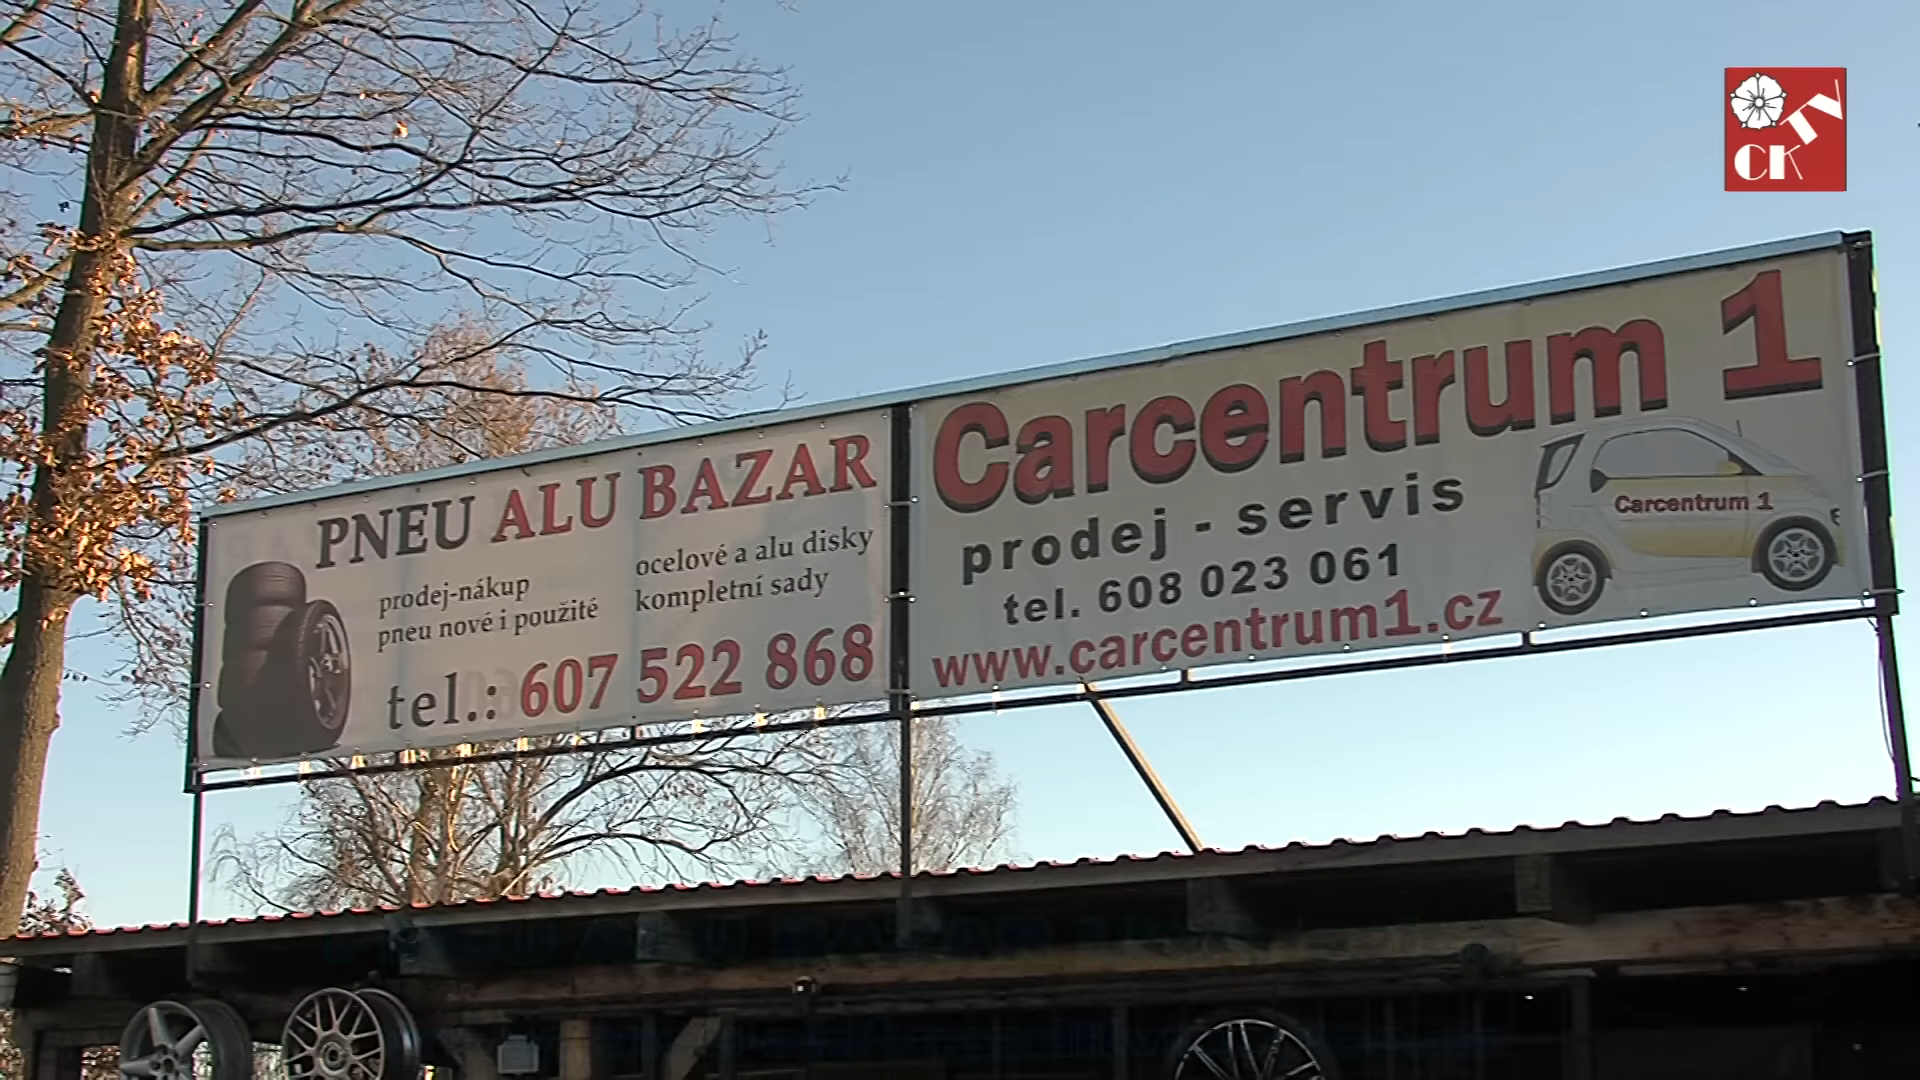 PNEU ALU BAZAR
prodej-nákup
pneu nové i použité
ocelové a alu disky
kompletní sady
tel.: 607 522 868
Carcentrum 1
prodej - servis
tel. 608 023 061
www.carcentrum1.cz
Carcentrum 1
CK TV